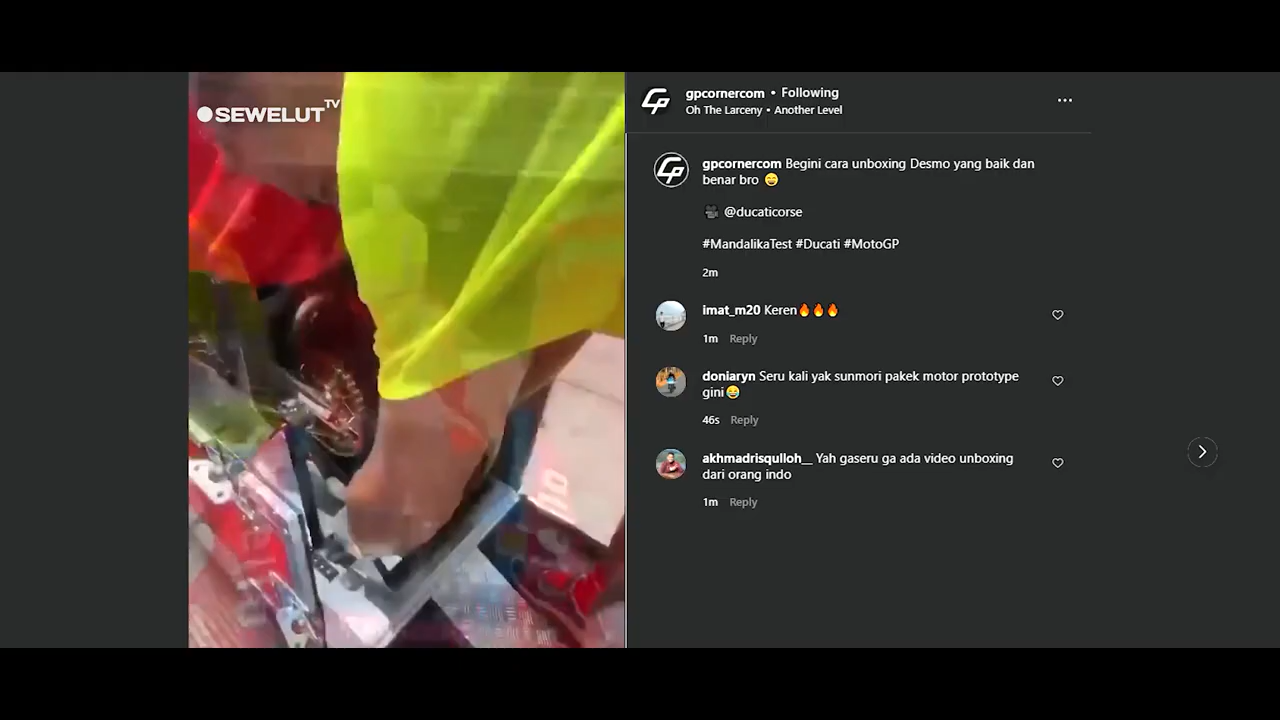 SEWELUT TV
gpcornercom • Following
Oh The Larceny • Another Level
gpcornercom Begini cara unboxing Desmo yang baik dan
benar bro 😄
@ducaticorse
#MandalikaTest #Ducati #MotoGP
2m
imat_m20 Keren🔥🔥🔥
1m Reply
doniaryn Seru kali yak sunmori pakek motor prototype
gini😂
46s Reply
akhmadrisqulloh__ Yah gaseru ga ada video unboxing
dari orang indo
1m Reply